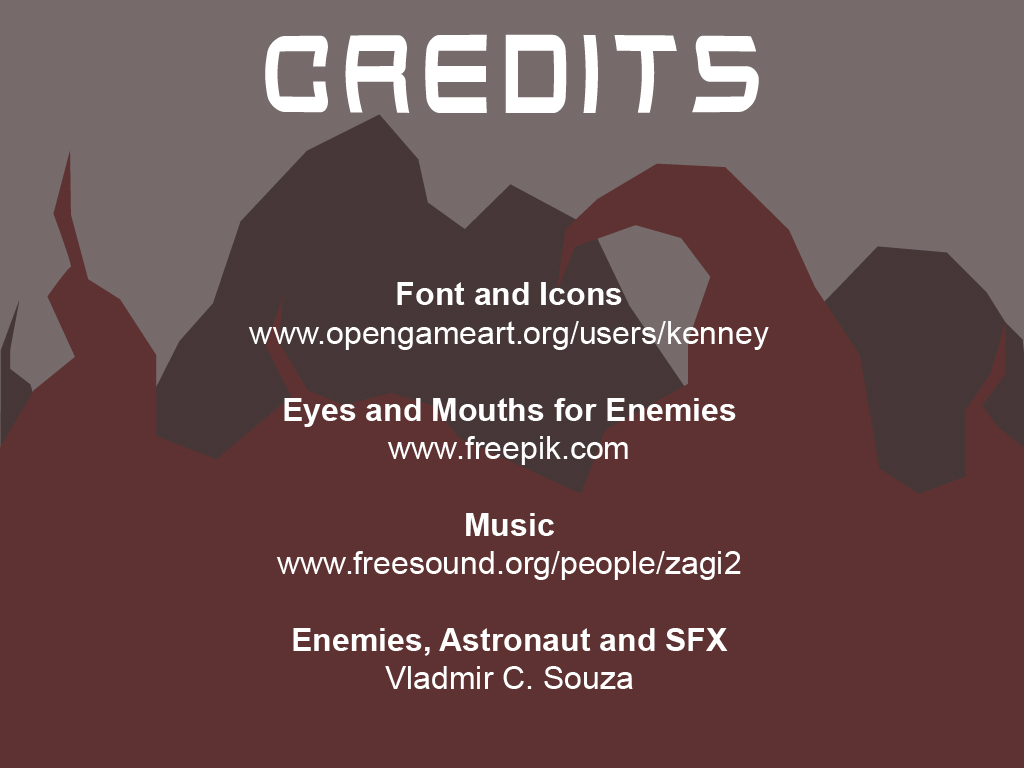 CREDITS
Font and Icons
www.opengameart.org/users/kenney
Eyes and Mouths for Enemies
www.freepik.com
Music
www.freesound.org/people/zagi2
Enemies, Astronaut and SFX
Vladmir C. Souza